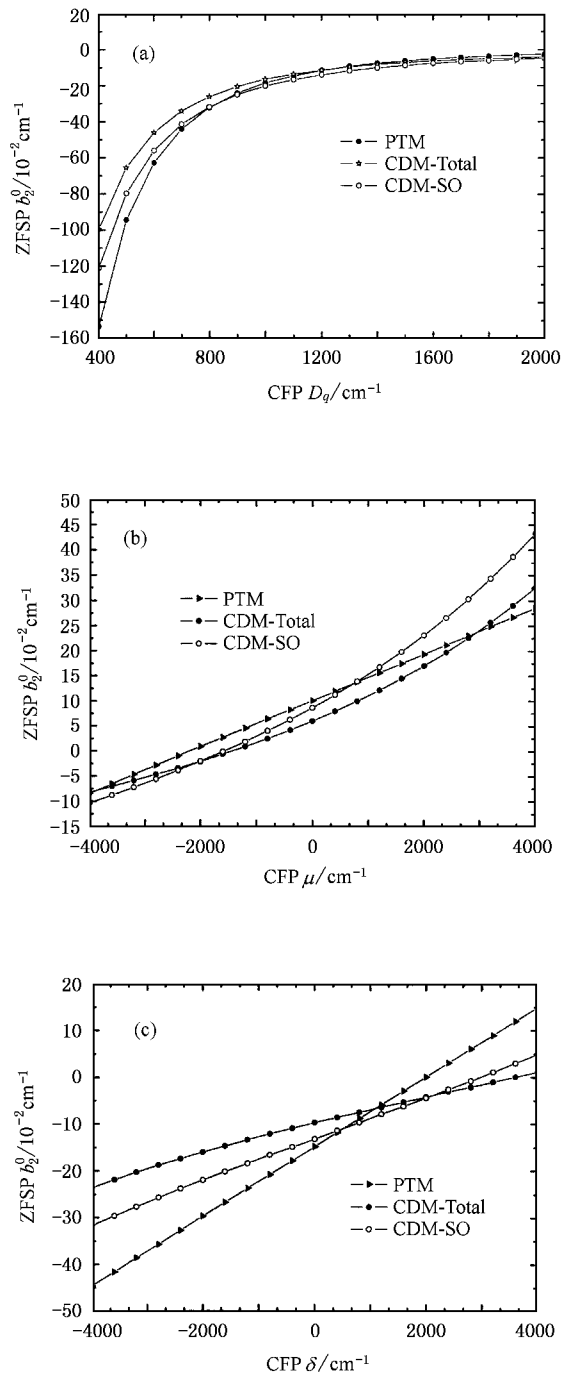 20
0
−20
−40
−60
−80
−100
−120
−140
−160
ZFSP b₂⁰/10⁻²cm⁻¹
(a)
PTM
CDM-Total
CDM-SO
400
800
1200
1600
2000
CFP Dq/cm⁻¹
50
45
40
35
30
25
20
15
10
5
0
−5
−10
−15
ZFSP b₂⁰/10⁻²cm⁻¹
(b)
PTM
CDM-Total
CDM-SO
−4000
−2000
0
2000
4000
CFP μ/cm⁻¹
20
10
0
−10
−20
−30
−40
−50
ZFSP b₂⁰/10⁻²cm⁻¹
(c)
PTM
CDM-Total
CDM-SO
−4000
−2000
0
2000
4000
CFP δ/cm⁻¹